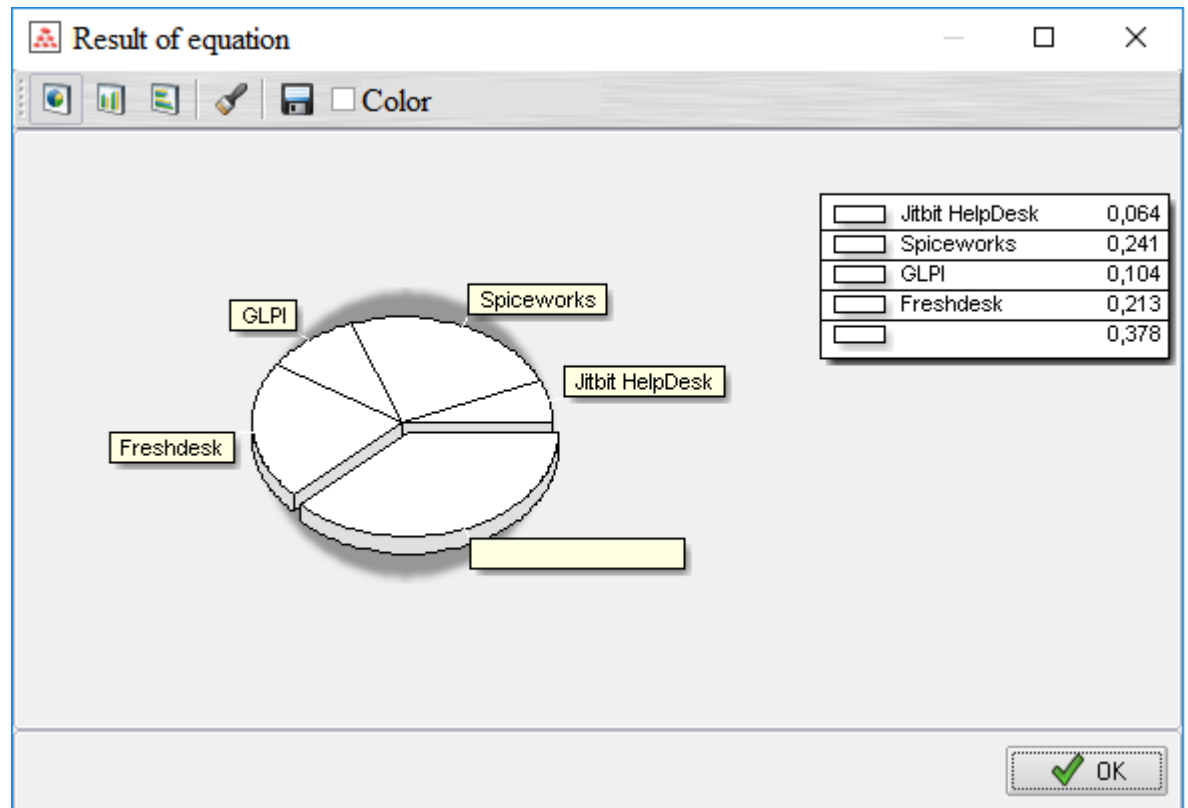 Result of equation
Color
Jitbit HelpDesk 0,064
Spiceworks 0,241
GLPI 0,104
Freshdesk 0,213
0,378
Spiceworks
GLPI
Jitbit HelpDesk
Freshdesk
OK